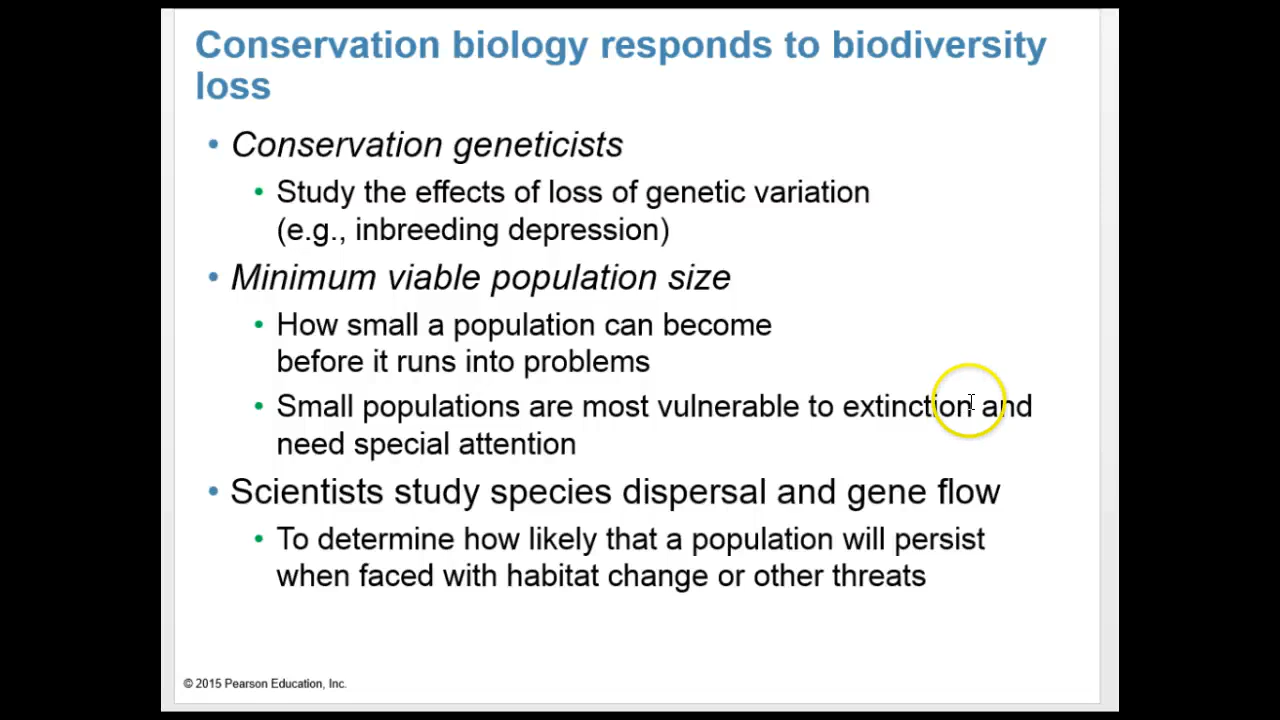 Conservation biology responds to biodiversity
loss
• Conservation geneticists
• Study the effects of loss of genetic variation
(e.g., inbreeding depression)
• Minimum viable population size
• How small a population can become
before it runs into problems
• Small populations are most vulnerable to extinction and
need special attention
• Scientists study species dispersal and gene flow
• To determine how likely that a population will persist
when faced with habitat change or other threats
© 2015 Pearson Education, Inc.